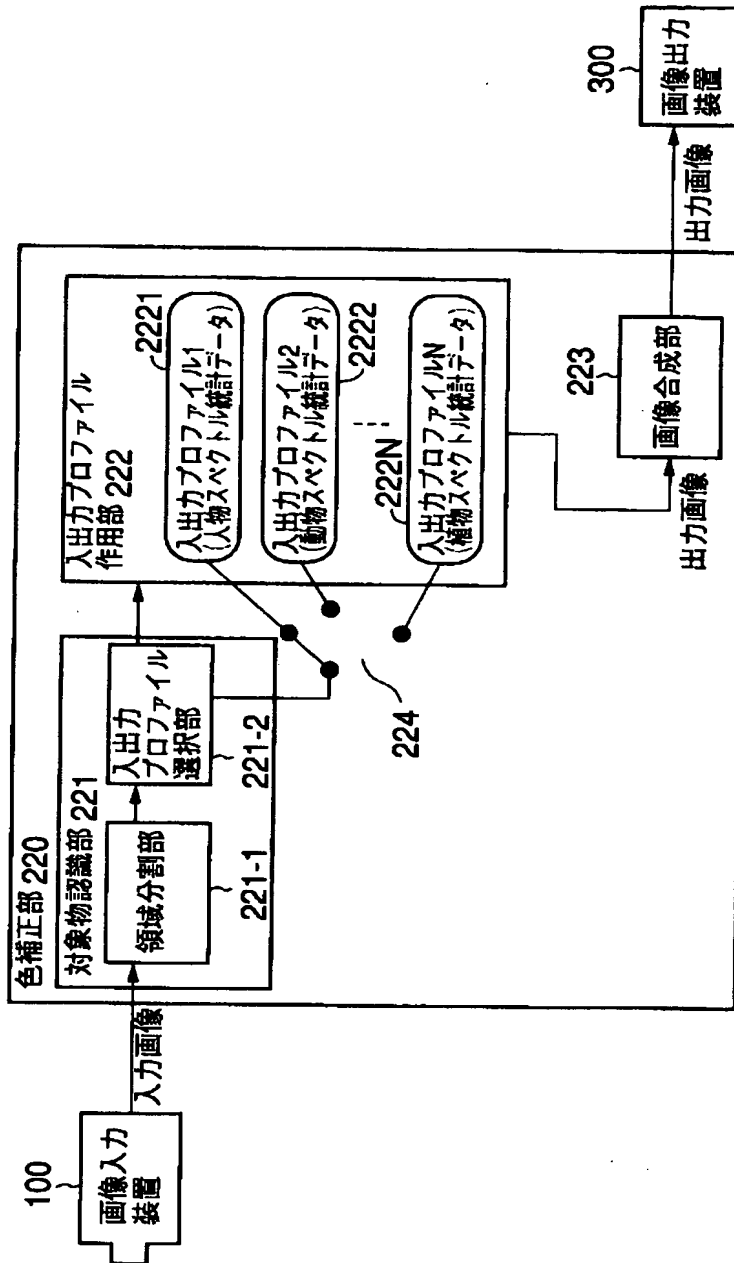 100
画像入力
装置
入力画像
色補正部 220
対象物認識部 221
領域分割部
221-1
入出力
プロファイル
選択部
221-2
224
入出力プロファイル
作用部 222
入出力プロファイル1
(人物スペクトル統計データ)
2221
入出力プロファイル2
(動物スペクトル統計データ)
2222
222N
入出力プロファイルN
(植物スペクトル統計データ)
出力画像
画像合成部
223
出力画像
300
画像出力
装置